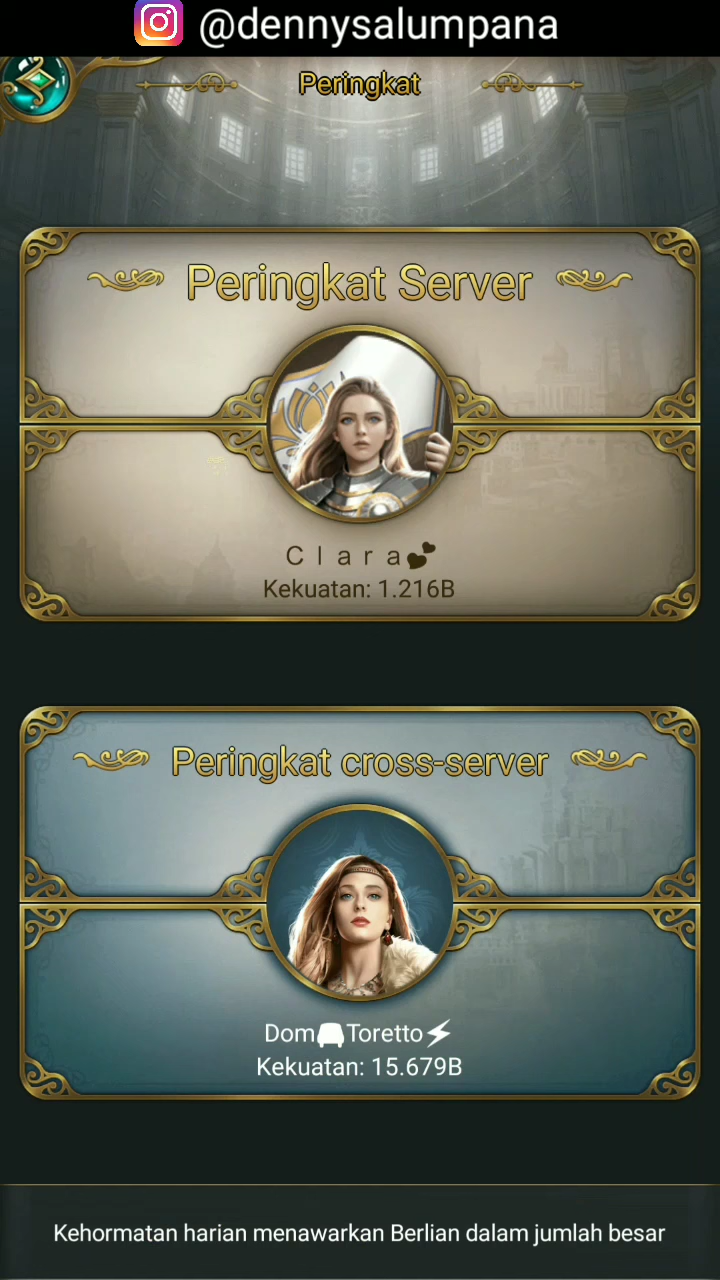 @dennysalumpana
Peringkat
Peringkat Server
Clara💕
Kekuatan: 1.216B
Peringkat cross-server
Dom🚘Toretto⚡
Kekuatan: 15.679B
Kehormatan harian menawarkan Berlian dalam jumlah besar